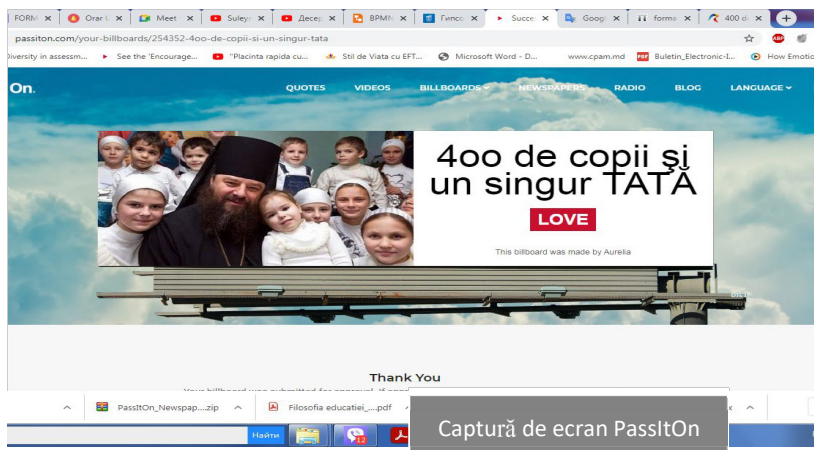 FORM
Orar
Meet
Suley
Десер
BPMN
Гипсо
Succe
Goog
forma
400 d
passiton.com/your-billboards/254352-4oo-de-copii-si-un-singur-tata
iversity in assessm...
See the 'Encourage...
"Placinta rapida cu...
Stil de Viata cu EFT...
Microsoft Word - D...
www.cpam.md
Buletin_Electronic-I...
How Emotio
On.
QUOTES
VIDEOS
BILLBOARDS
NEWSPAPERS
RADIO
BLOG
LANGUAGE
4oo de copii și
un singur TATĂ
LOVE
This billboard was made by Aurelia
Thank You
PassItOn_Newspap....zip
Filosofia educatiei_....pdf
Найти
12
Captură de ecran PassItOn